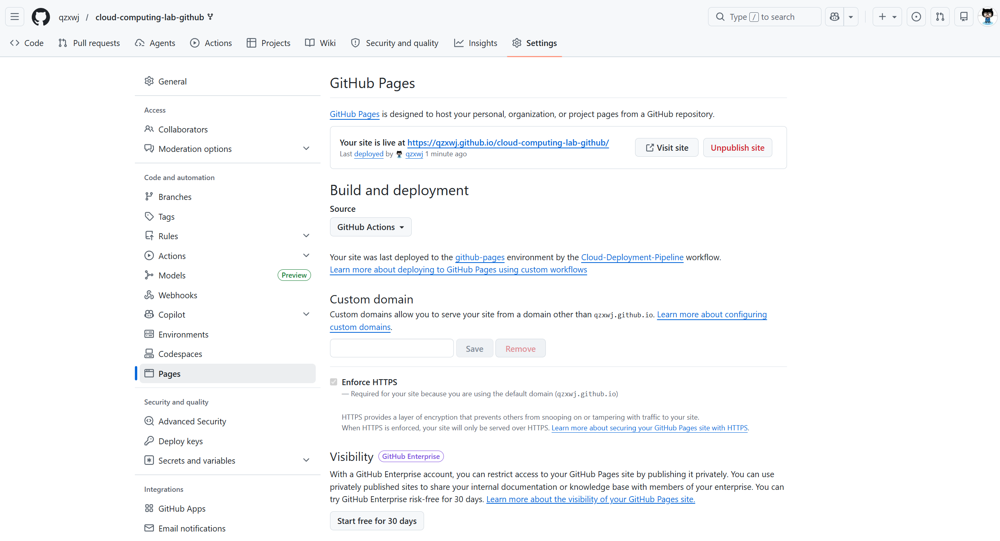 qzxwj / cloud-computing-lab-github
Type / to search
Code
Pull requests
Agents
Actions
Projects
Wiki
Security and quality
Insights
Settings
General
Access
Collaborators
Moderation options
Code and automation
Branches
Tags
Rules
Actions
Models
Preview
Webhooks
Copilot
Environments
Codespaces
Pages
Security and quality
Advanced Security
Deploy keys
Secrets and variables
Integrations
GitHub Apps
Email notifications
GitHub Pages
GitHub Pages is designed to host your personal, organization, or project pages from a GitHub repository.
Your site is live at https://qzxwj.github.io/cloud-computing-lab-github/
Last deployed by qzxwj 1 minute ago
Visit site
Unpublish site
Build and deployment
Source
GitHub Actions
Your site was last deployed to the github-pages environment by the Cloud-Deployment-Pipeline workflow.
Learn more about deploying to GitHub Pages using custom workflows
Custom domain
Custom domains allow you to serve your site from a domain other than qzxwj.github.io. Learn more about configuring
custom domains.
Save
Remove
Enforce HTTPS
— Required for your site because you are using the default domain (qzxwj.github.io)
HTTPS provides a layer of encryption that prevents others from snooping on or tampering with traffic to your site.
When HTTPS is enforced, your site will only be served over HTTPS. Learn more about securing your GitHub Pages site with HTTPS.
Visibility GitHub Enterprise
With a GitHub Enterprise account, you can restrict access to your GitHub Pages site by publishing it privately. You can use
privately published sites to share your internal documentation or knowledge base with members of your enterprise. You can
try GitHub Enterprise risk-free for 30 days. Learn more about the visibility of your GitHub Pages site.
Start free for 30 days